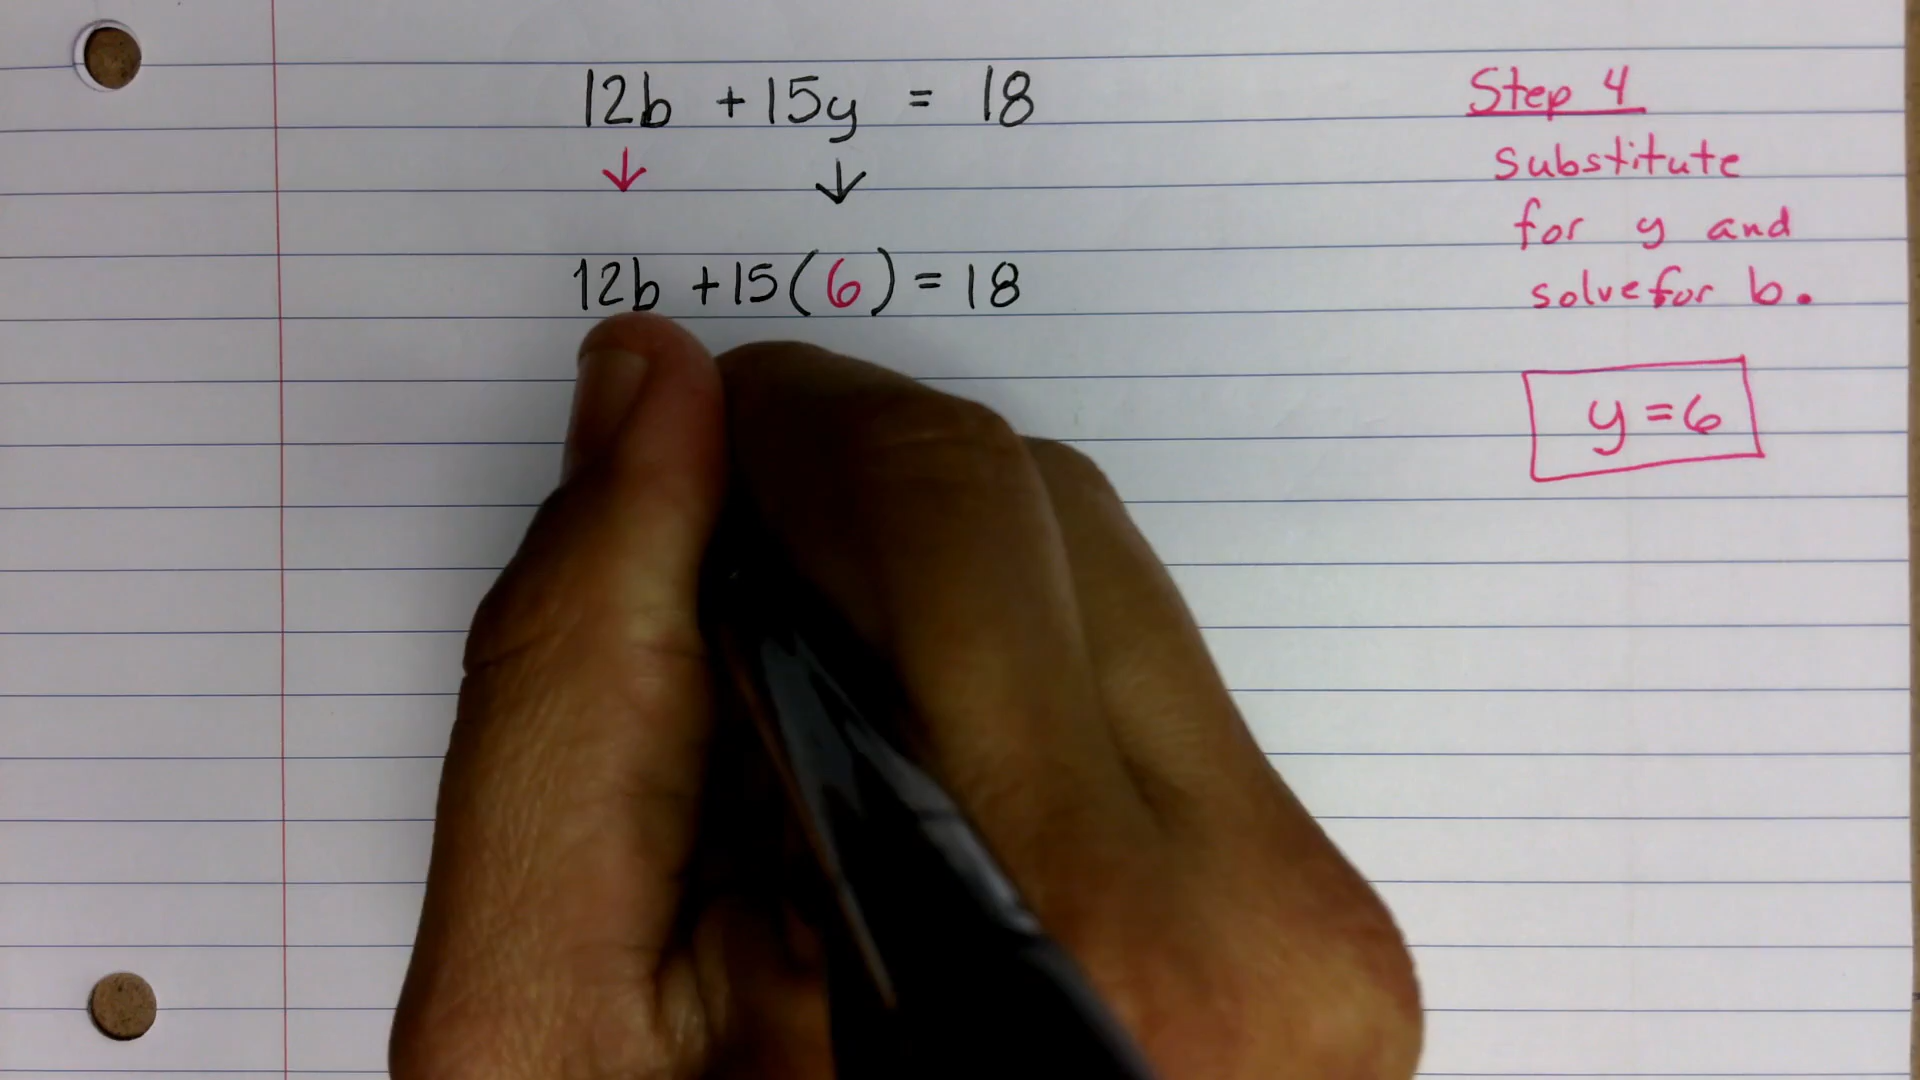 12b + 15y = 18
↓ ↓
12b + 15(6) = 18
Step 4
substitute
for y and
solve for b.
y = 6